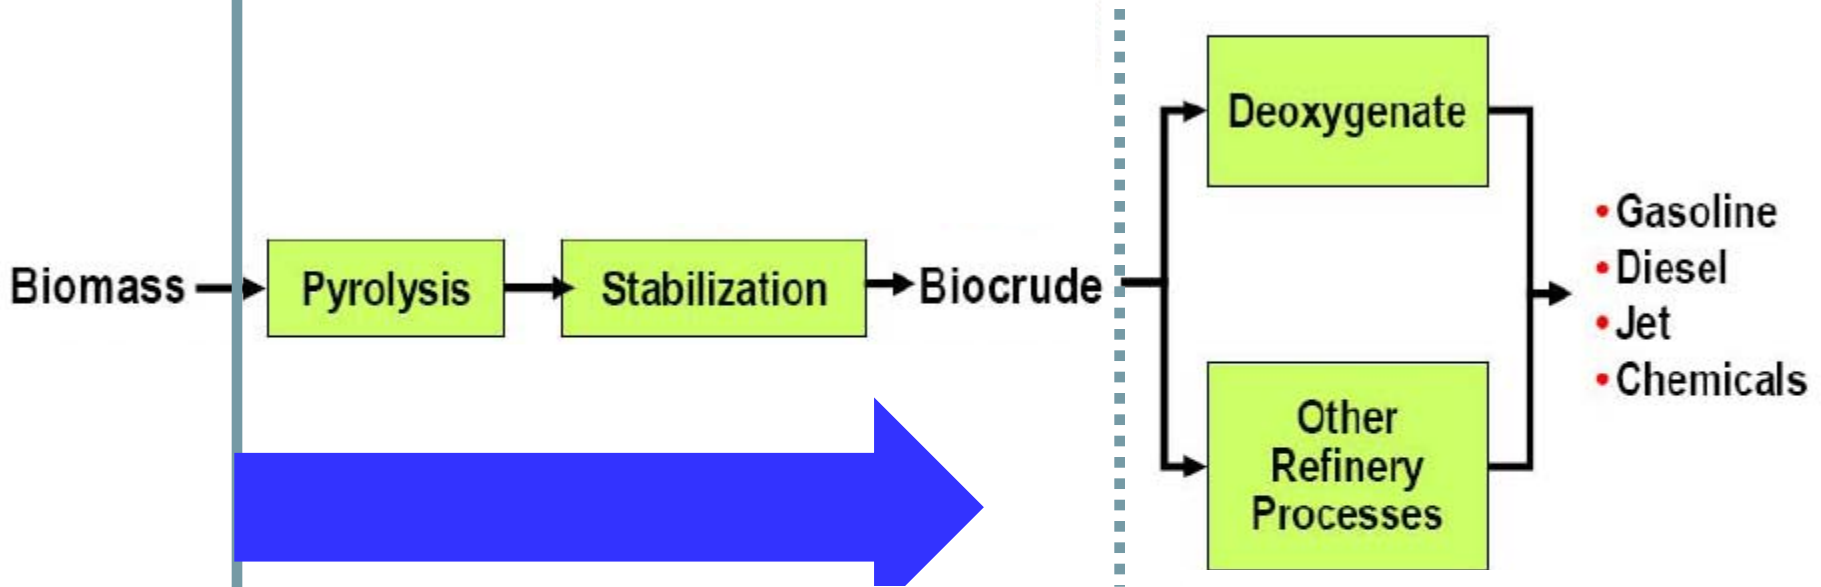 Biomass
Pyrolysis
Stabilization
Biocrude
Deoxygenate
Other
Refinery
Processes
• Gasoline
• Diesel
• Jet
• Chemicals